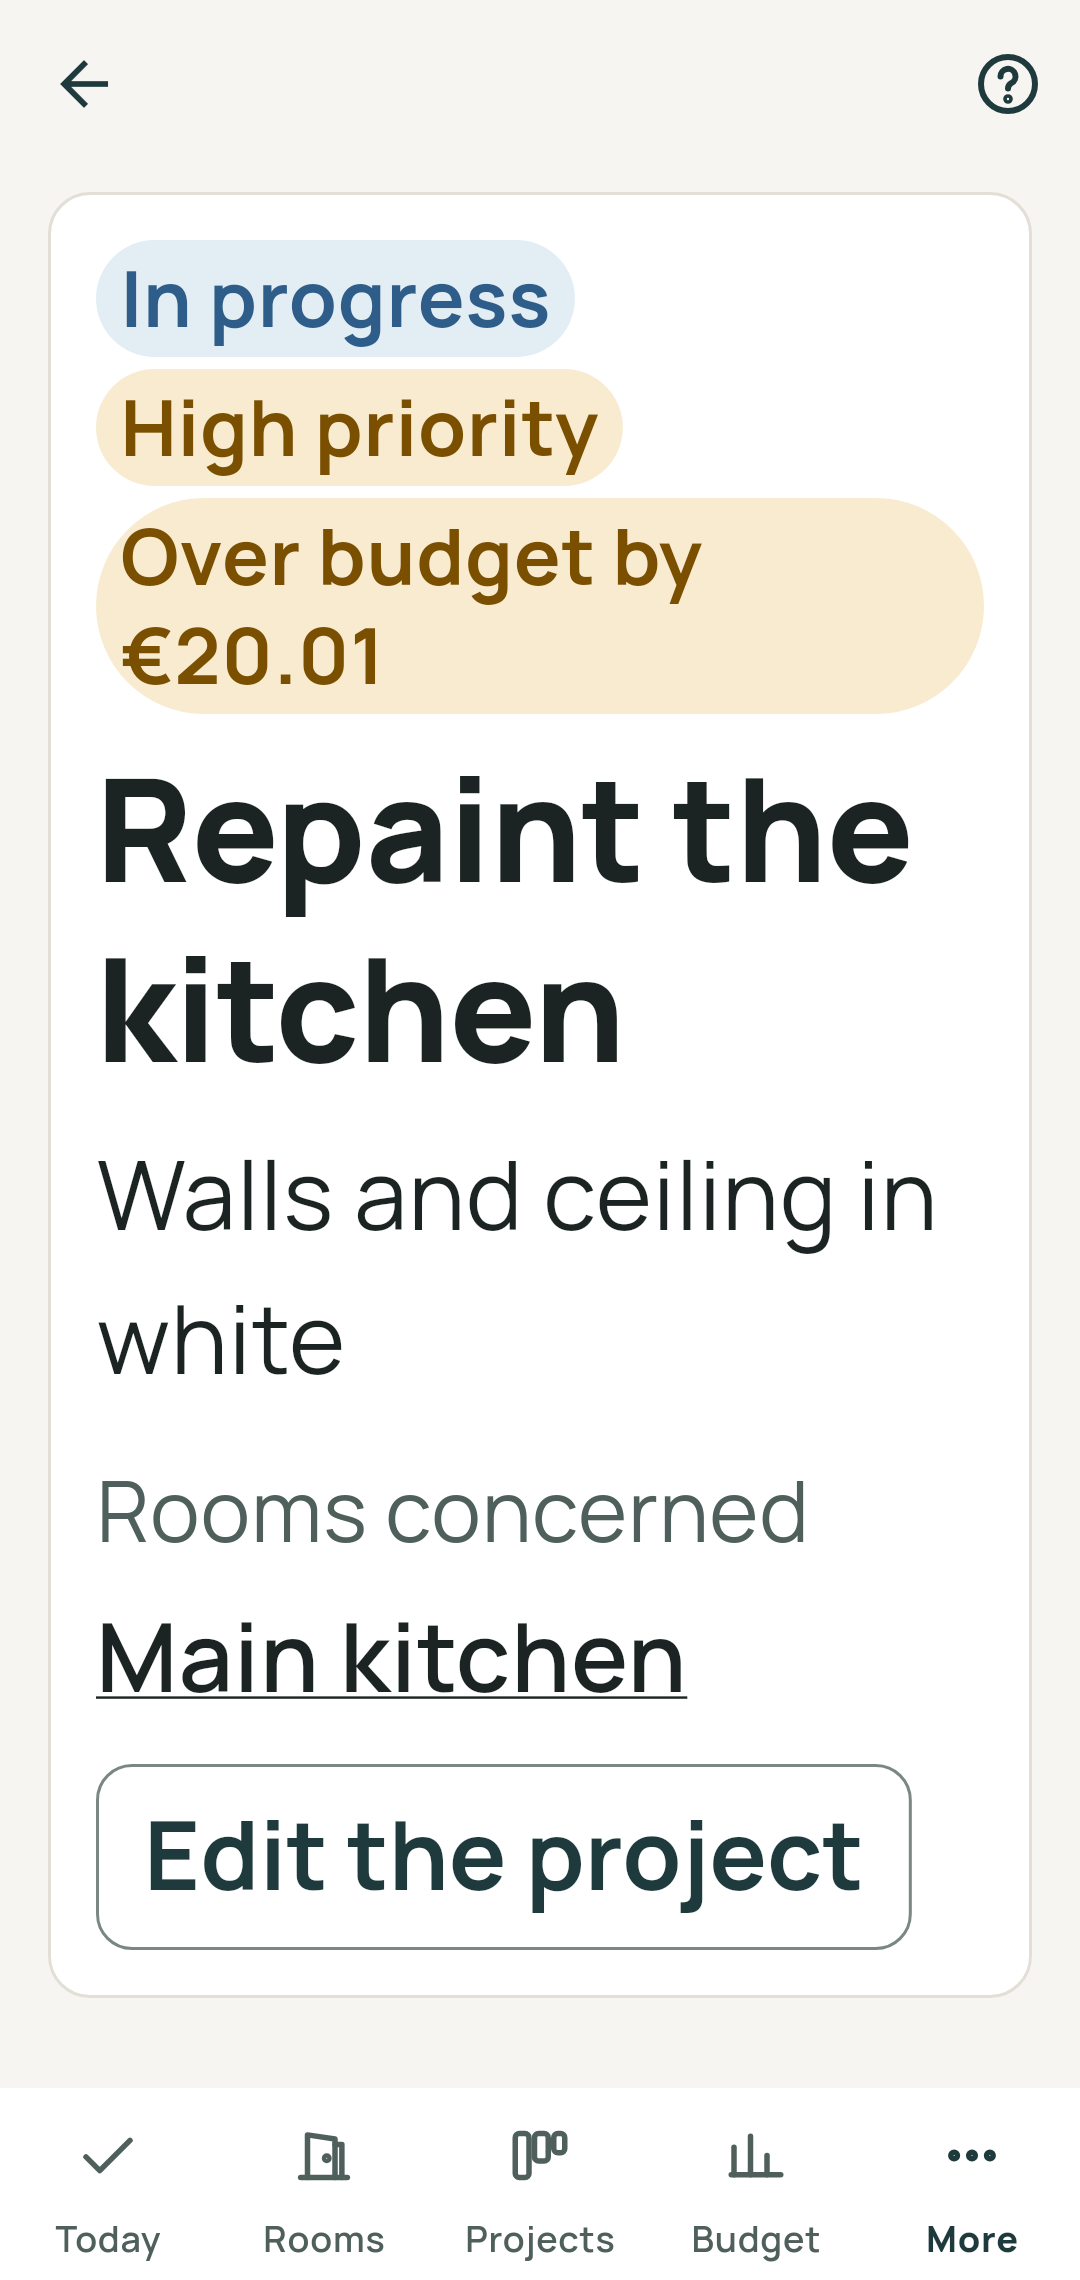 In progress
High priority
Over budget by
€20.01
Repaint the
kitchen
Walls and ceiling in
white
Rooms concerned
Main kitchen
Edit the project
Today
Rooms
Projects
Budget
More